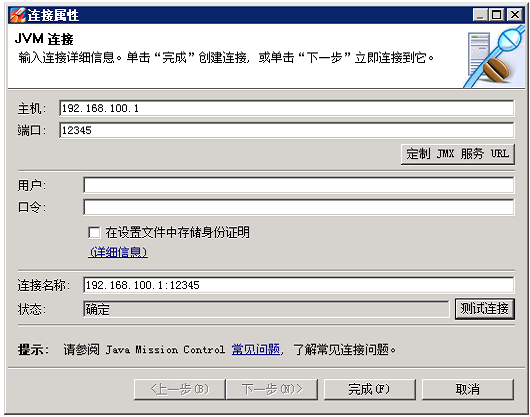 连接属性
JVM 连接
输入连接详细信息。单击“完成”创建连接，或单击“下一步”立即连接到它。
主机: 192.168.100.1
端口: 12345
定制 JMX 服务 URL
用户:
口令:
在设置文件中存储身份证明
(详细信息)
连接名称: 192.168.100.1:12345
状态: 确定 测试连接
提示: 请参阅 Java Mission Control 常见问题，了解常见连接问题。
<上一步(B) 下一步(N)> 完成(F) 取消